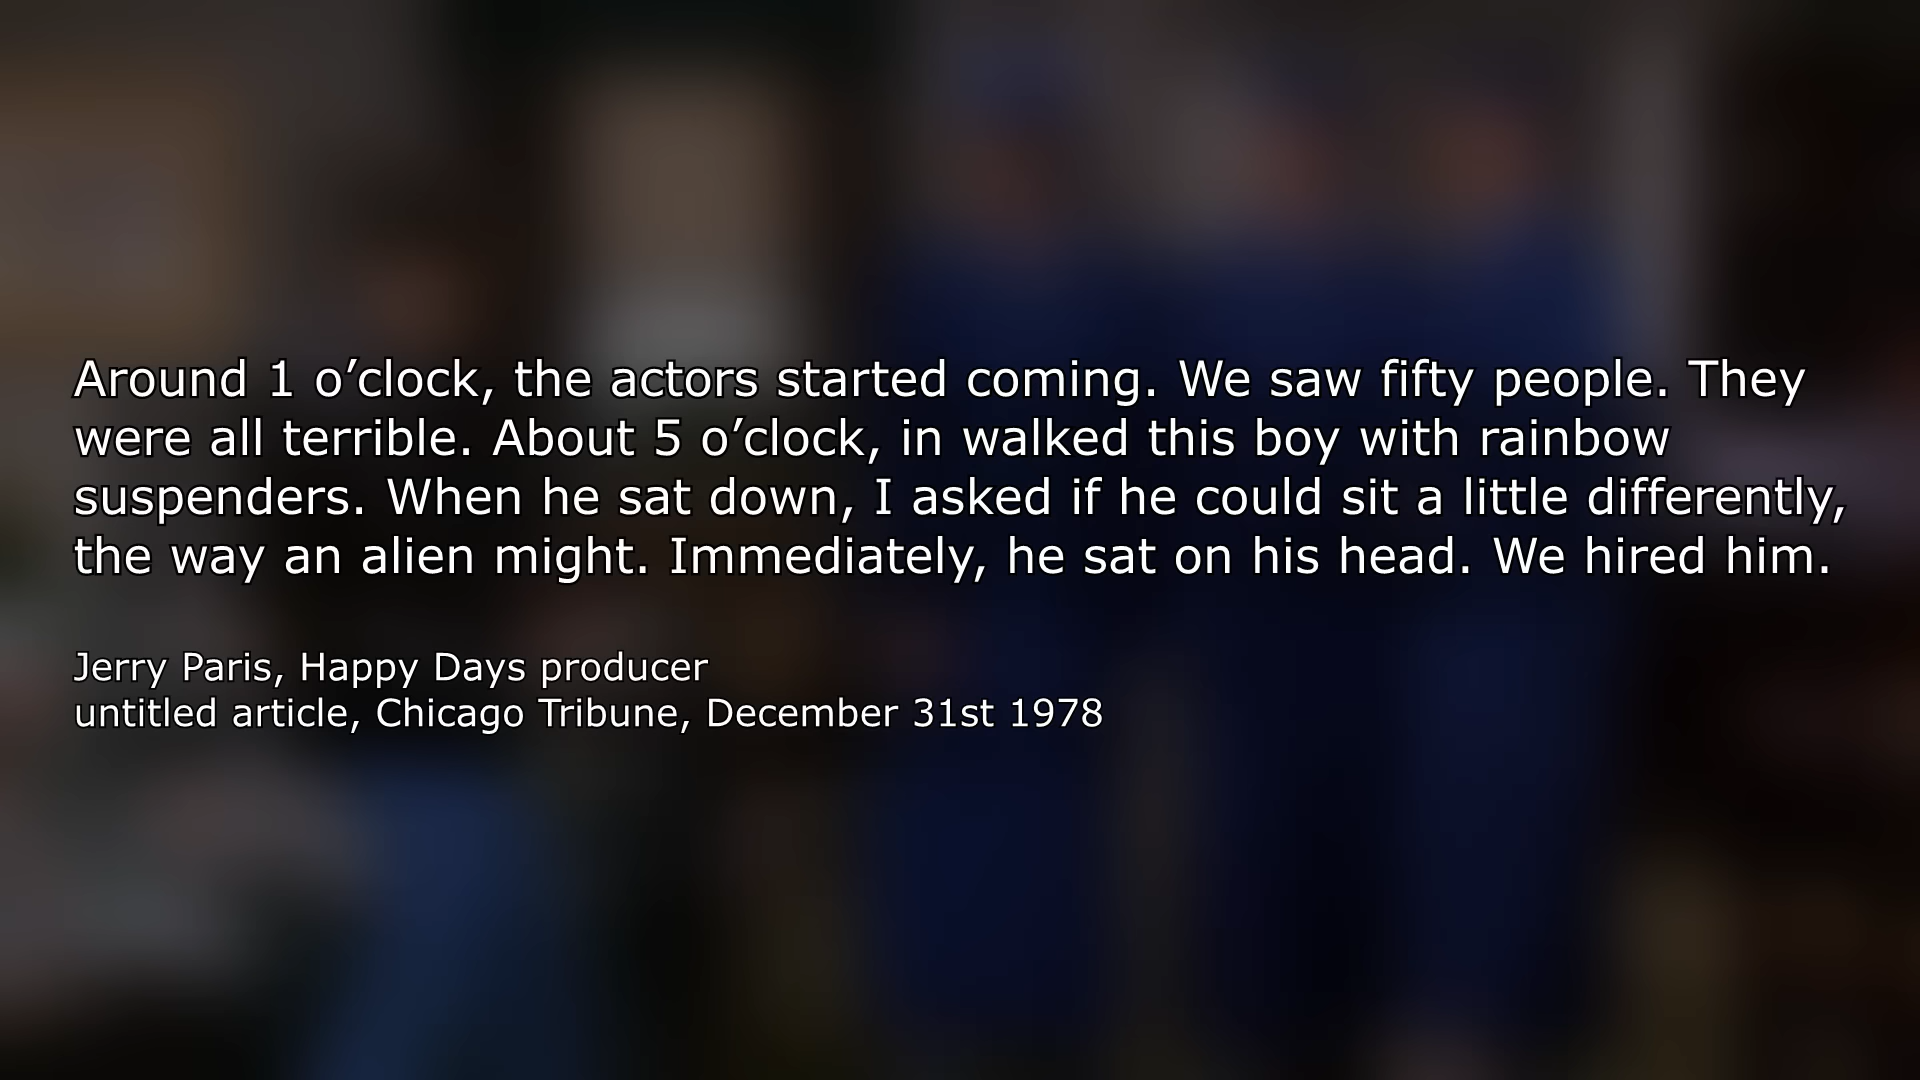 Around 1 o’clock, the actors started coming. We saw fifty people. They
were all terrible. About 5 o’clock, in walked this boy with rainbow
suspenders. When he sat down, I asked if he could sit a little differently,
the way an alien might. Immediately, he sat on his head. We hired him.
Jerry Paris, Happy Days producer
untitled article, Chicago Tribune, December 31st 1978